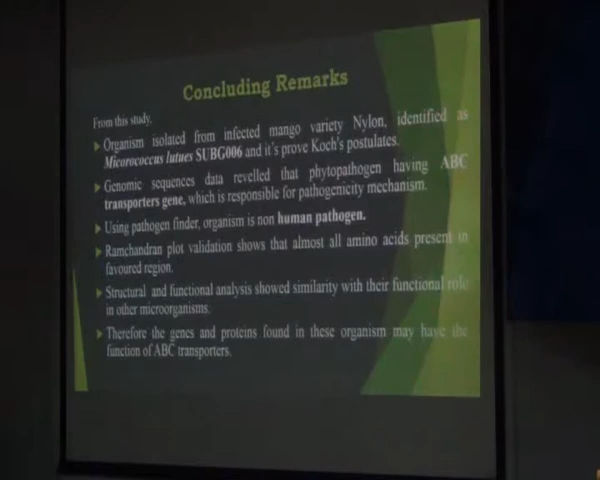 Concluding Remarks
From this study,
Organism isolated from infected mango variety Nylon, identified as
Micorococcus lutues SUBG006 and it's prove Koch's postulates.
Genomic sequences data revelled that phytopathogen having ABC
transporters gene, which is responsible for pathogenicity mechanism.
Using pathogen finder, organism is non human pathogen.
Ramchandran plot validation shows that almost all amino acids present in
favoured region.
Structural and functional analysis showed similarity with their functional role
in other microorganisms.
Therefore the genes and proteins found in these organism may have the
function of ABC transporters.